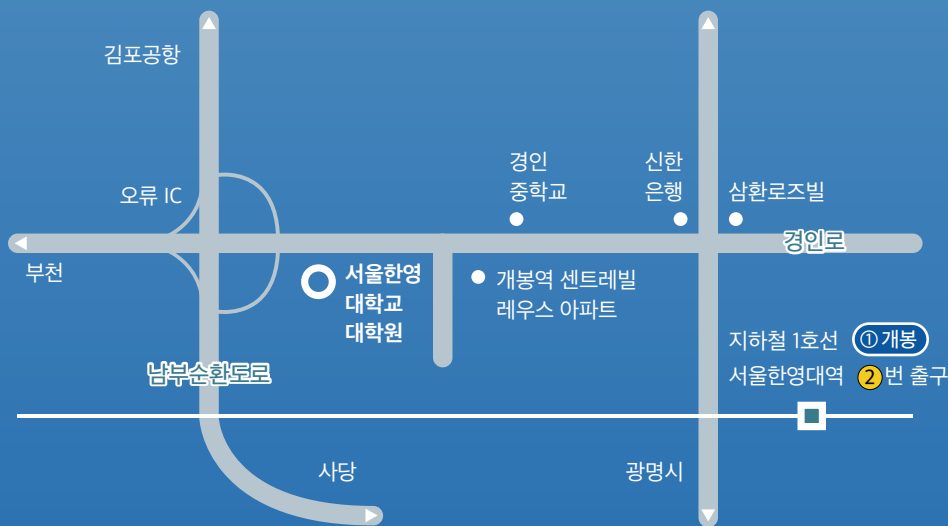 김포공항
오류 IC
경인
중학교
신한
은행
삼환로즈빌
경인로
부천
서울한영
대학교
대학원
개봉역 센트레빌
레우스 아파트
지하철 1호선 ① 개봉
서울한영대역 2번 출구
남부순환도로
사당
광명시